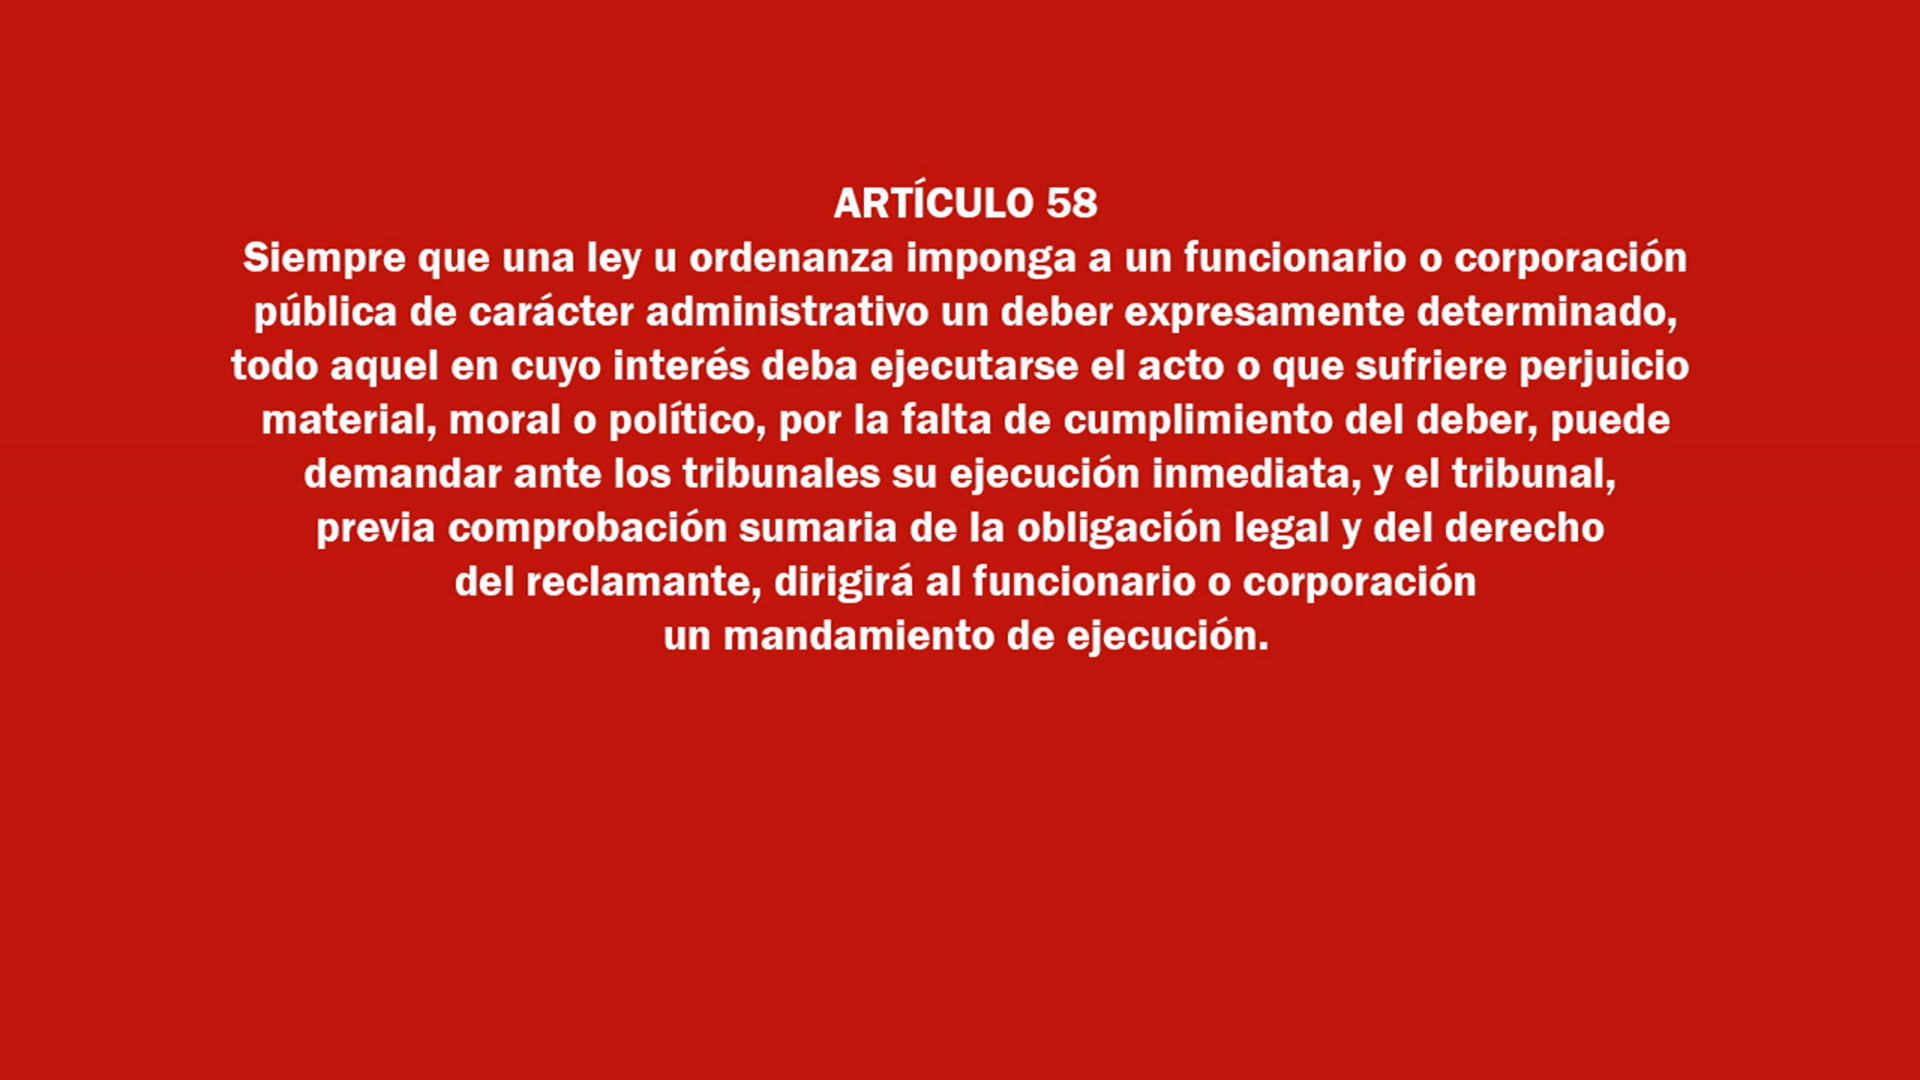 ARTÍCULO 58
Siempre que una ley u ordenanza imponga a un funcionario o corporación
pública de carácter administrativo un deber expresamente determinado,
todo aquel en cuyo interés deba ejecutarse el acto o que sufriere perjuicio
material, moral o político, por la falta de cumplimiento del deber, puede
demandar ante los tribunales su ejecución inmediata, y el tribunal,
previa comprobación sumaria de la obligación legal y del derecho
del reclamante, dirigirá al funcionario o corporación
un mandamiento de ejecución.